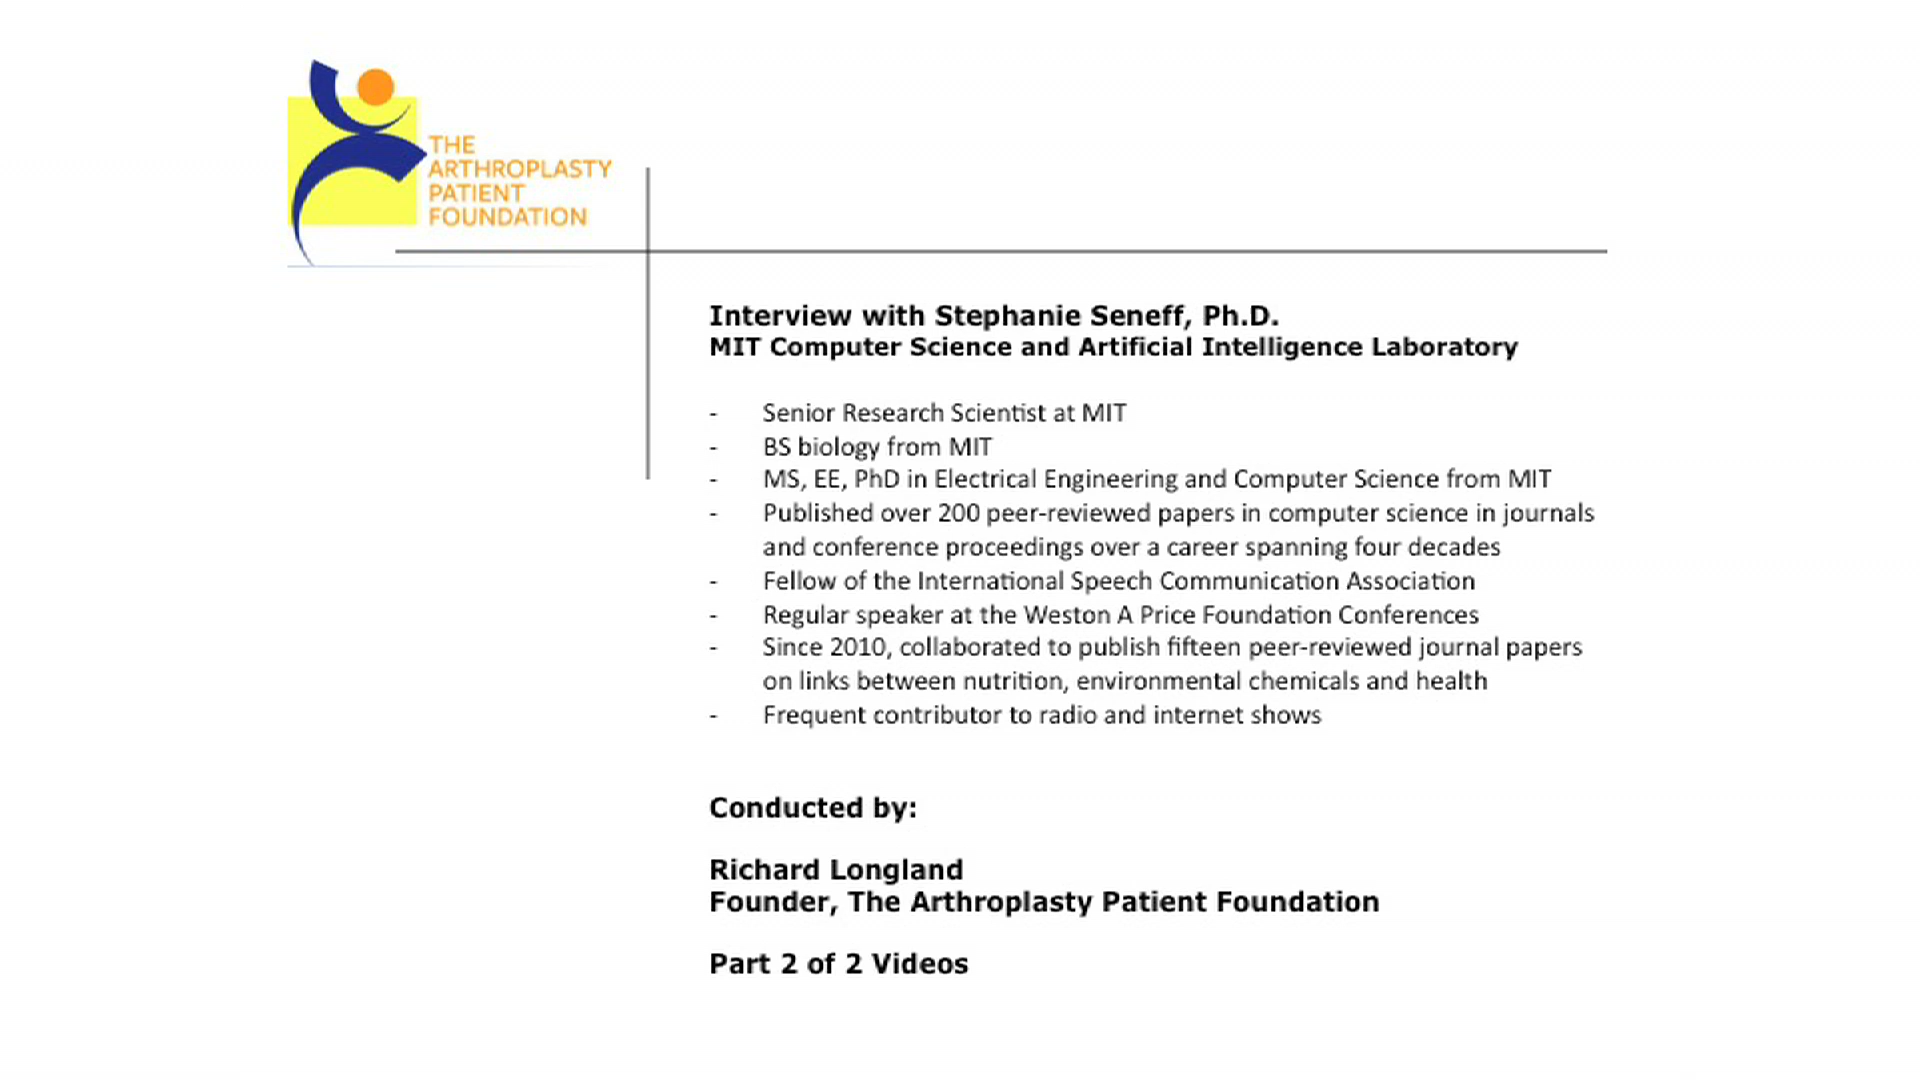 THE
ARTHROPLASTY
PATIENT
FOUNDATION
Interview with Stephanie Seneff, Ph.D.
MIT Computer Science and Artificial Intelligence Laboratory
- Senior Research Scientist at MIT
- BS biology from MIT
- MS, EE, PhD in Electrical Engineering and Computer Science from MIT
- Published over 200 peer-reviewed papers in computer science in journals
and conference proceedings over a career spanning four decades
- Fellow of the International Speech Communication Association
- Regular speaker at the Weston A Price Foundation Conferences
- Since 2010, collaborated to publish fifteen peer-reviewed journal papers
on links between nutrition, environmental chemicals and health
- Frequent contributor to radio and internet shows
Conducted by:
Richard Longland
Founder, The Arthroplasty Patient Foundation
Part 2 of 2 Videos